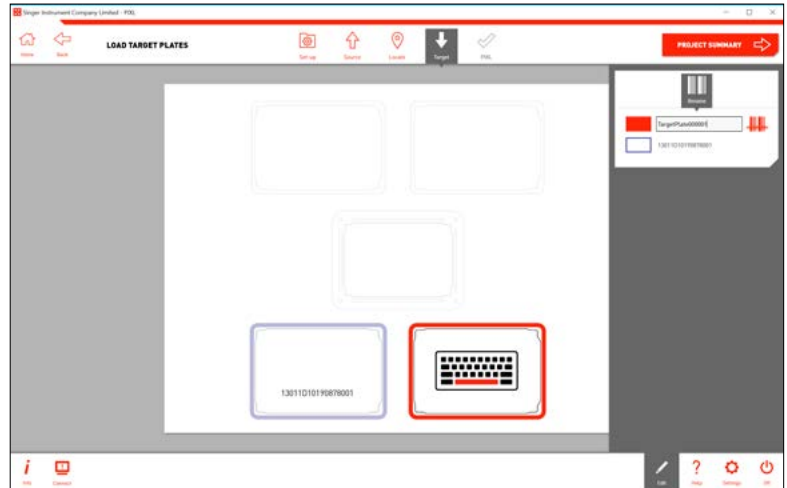 Singer Instrument Company Limited - PIXL
Home
Back
LOAD TARGET PLATES
Set up
Source
Locate
Target
PIXL
PROJECT SUMMARY
Rename
TargetPlate000001
13011D10190878001
13011D10190878001
Info
Connect
Edit
Help
Settings
Off